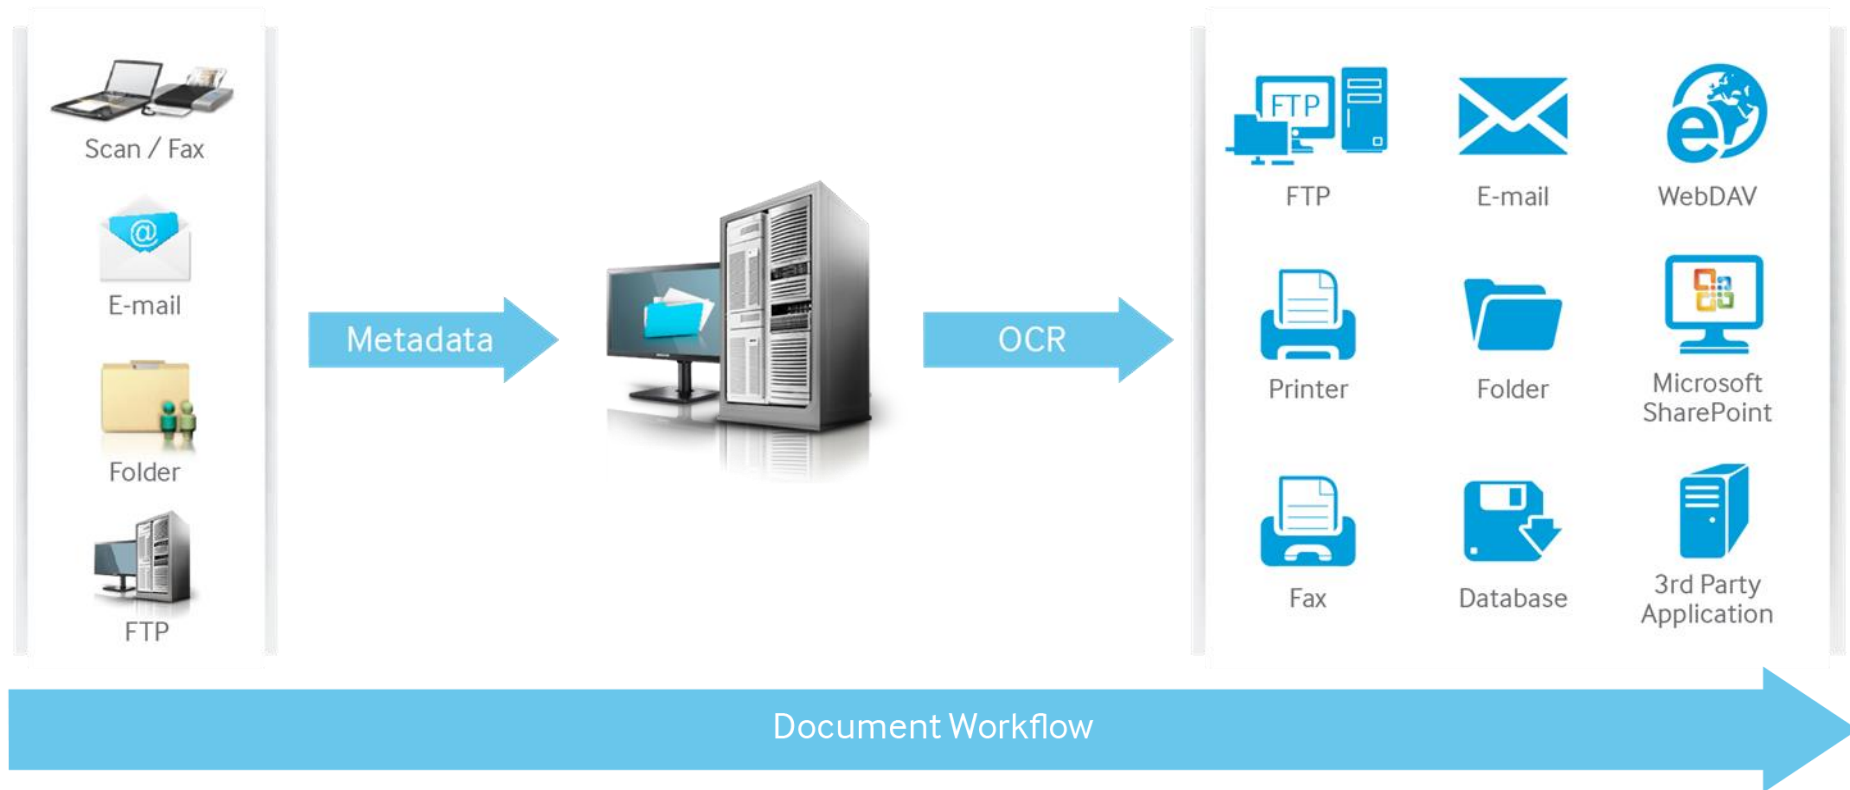 Scan / Fax
@
E-mail
Folder
FTP
Metadata
OCR
FTP
FTP
E-mail
e
WebDAV
Printer
Folder
Microsoft
SharePoint
Fax
Database
3rd Party
Application
Document Workflow